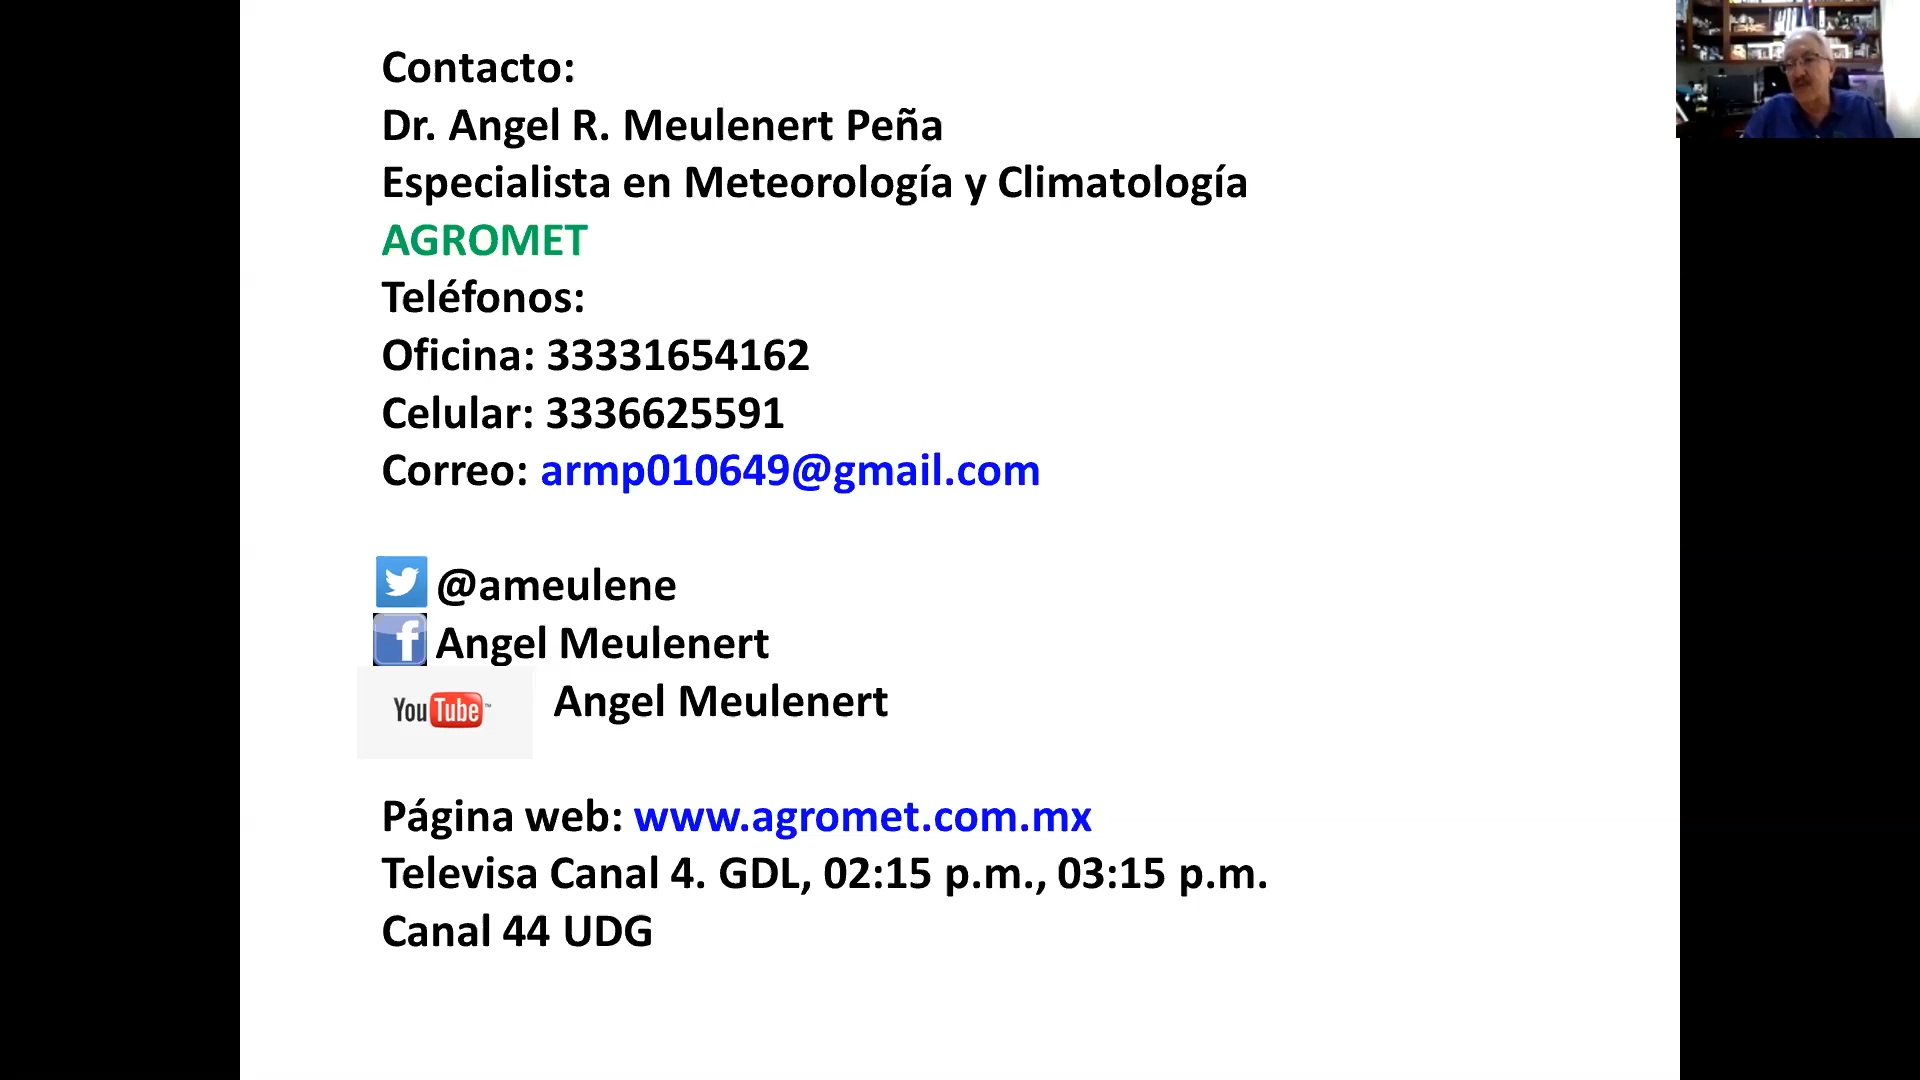 Contacto:
Dr. Angel R. Meulenert Peña
Especialista en Meteorología y Climatología
AGROMET
Teléfonos:
Oficina: 33331654162
Celular: 3336625591
Correo: armp010649@gmail.com
@ameulene
f Angel Meulenert
YouTube™ Angel Meulenert
Página web: www.agromet.com.mx
Televisa Canal 4. GDL, 02:15 p.m., 03:15 p.m.
Canal 44 UDG